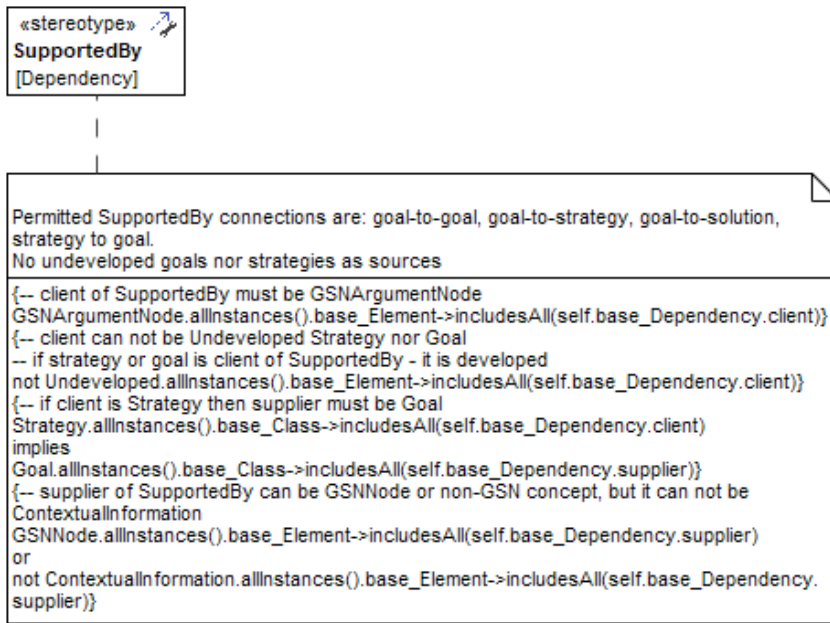 «stereotype»
SupportedBy
[Dependency]
Permitted SupportedBy connections are: goal-to-goal, goal-to-strategy, goal-to-solution,
strategy to goal.
No undeveloped goals nor strategies as sources
{-- client of SupportedBy must be GSNArgumentNode
GSNArgumentNode.allInstances().base_Element->includesAll(self.base_Dependency.client)}
{-- client can not be Undeveloped Strategy nor Goal
-- if strategy or goal is client of SupportedBy - it is developed
not Undeveloped.allInstances().base_Element->includesAll(self.base_Dependency.client)}
{-- if client is Strategy then supplier must be Goal
Strategy.allInstances().base_Class->includesAll(self.base_Dependency.client)
implies
Goal.allInstances().base_Class->includesAll(self.base_Dependency.supplier)}
{-- supplier of SupportedBy can be GSNNode or non-GSN concept, but it can not be
ContextualInformation
GSNNode.allInstances().base_Element->includesAll(self.base_Dependency.supplier)
or
not ContextualInformation.allInstances().base_Element->includesAll(self.base_Dependency.
supplier)}